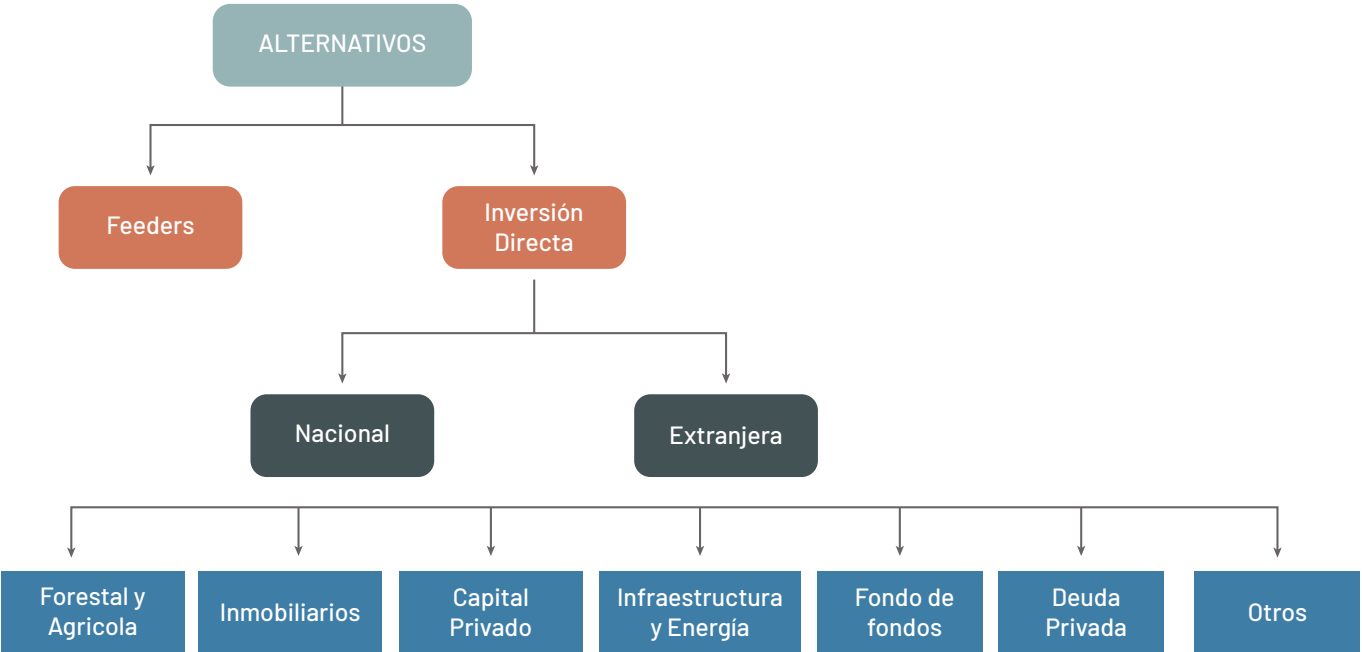 ALTERNATIVOS
Feeders
Inversión
Directa
Nacional
Extranjera
Forestal y
Agricola
Inmobiliarios
Capital
Privado
Infraestructura
y Energía
Fondo de
fondos
Deuda
Privada
Otros